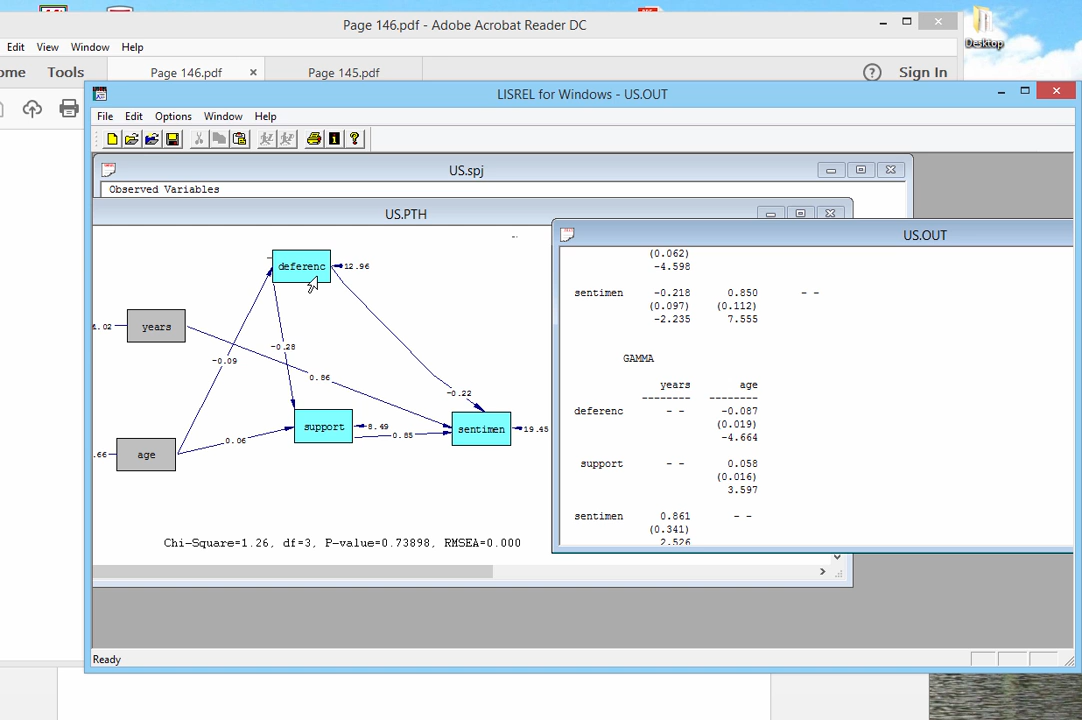 Page 146.pdf - Adobe Acrobat Reader DC
Desktop
Edit View Window Help
ome Tools Page 146.pdf × Page 145.pdf ? Sign In
LISREL for Windows - US.OUT
File Edit Options Window Help
US.spj
Observed Variables
US.PTH
deferenc 12.96
years
-0.09
-0.28
0.86
-0.22
support 8.49
sentimen 19.45
0.85
0.06
age
.66
Chi-Square=1.26, df=3, P-value=0.73898, RMSEA=0.000
US.OUT
(0.062)
-4.598
sentimen -0.218 0.850 - -
(0.097) (0.112)
-2.235 7.555
GAMMA
years age
-------- --------
deferenc - - -0.087
(0.019)
-4.664
support - - 0.058
(0.016)
3.597
sentimen 0.861 - -
(0.341)
2.526
Ready